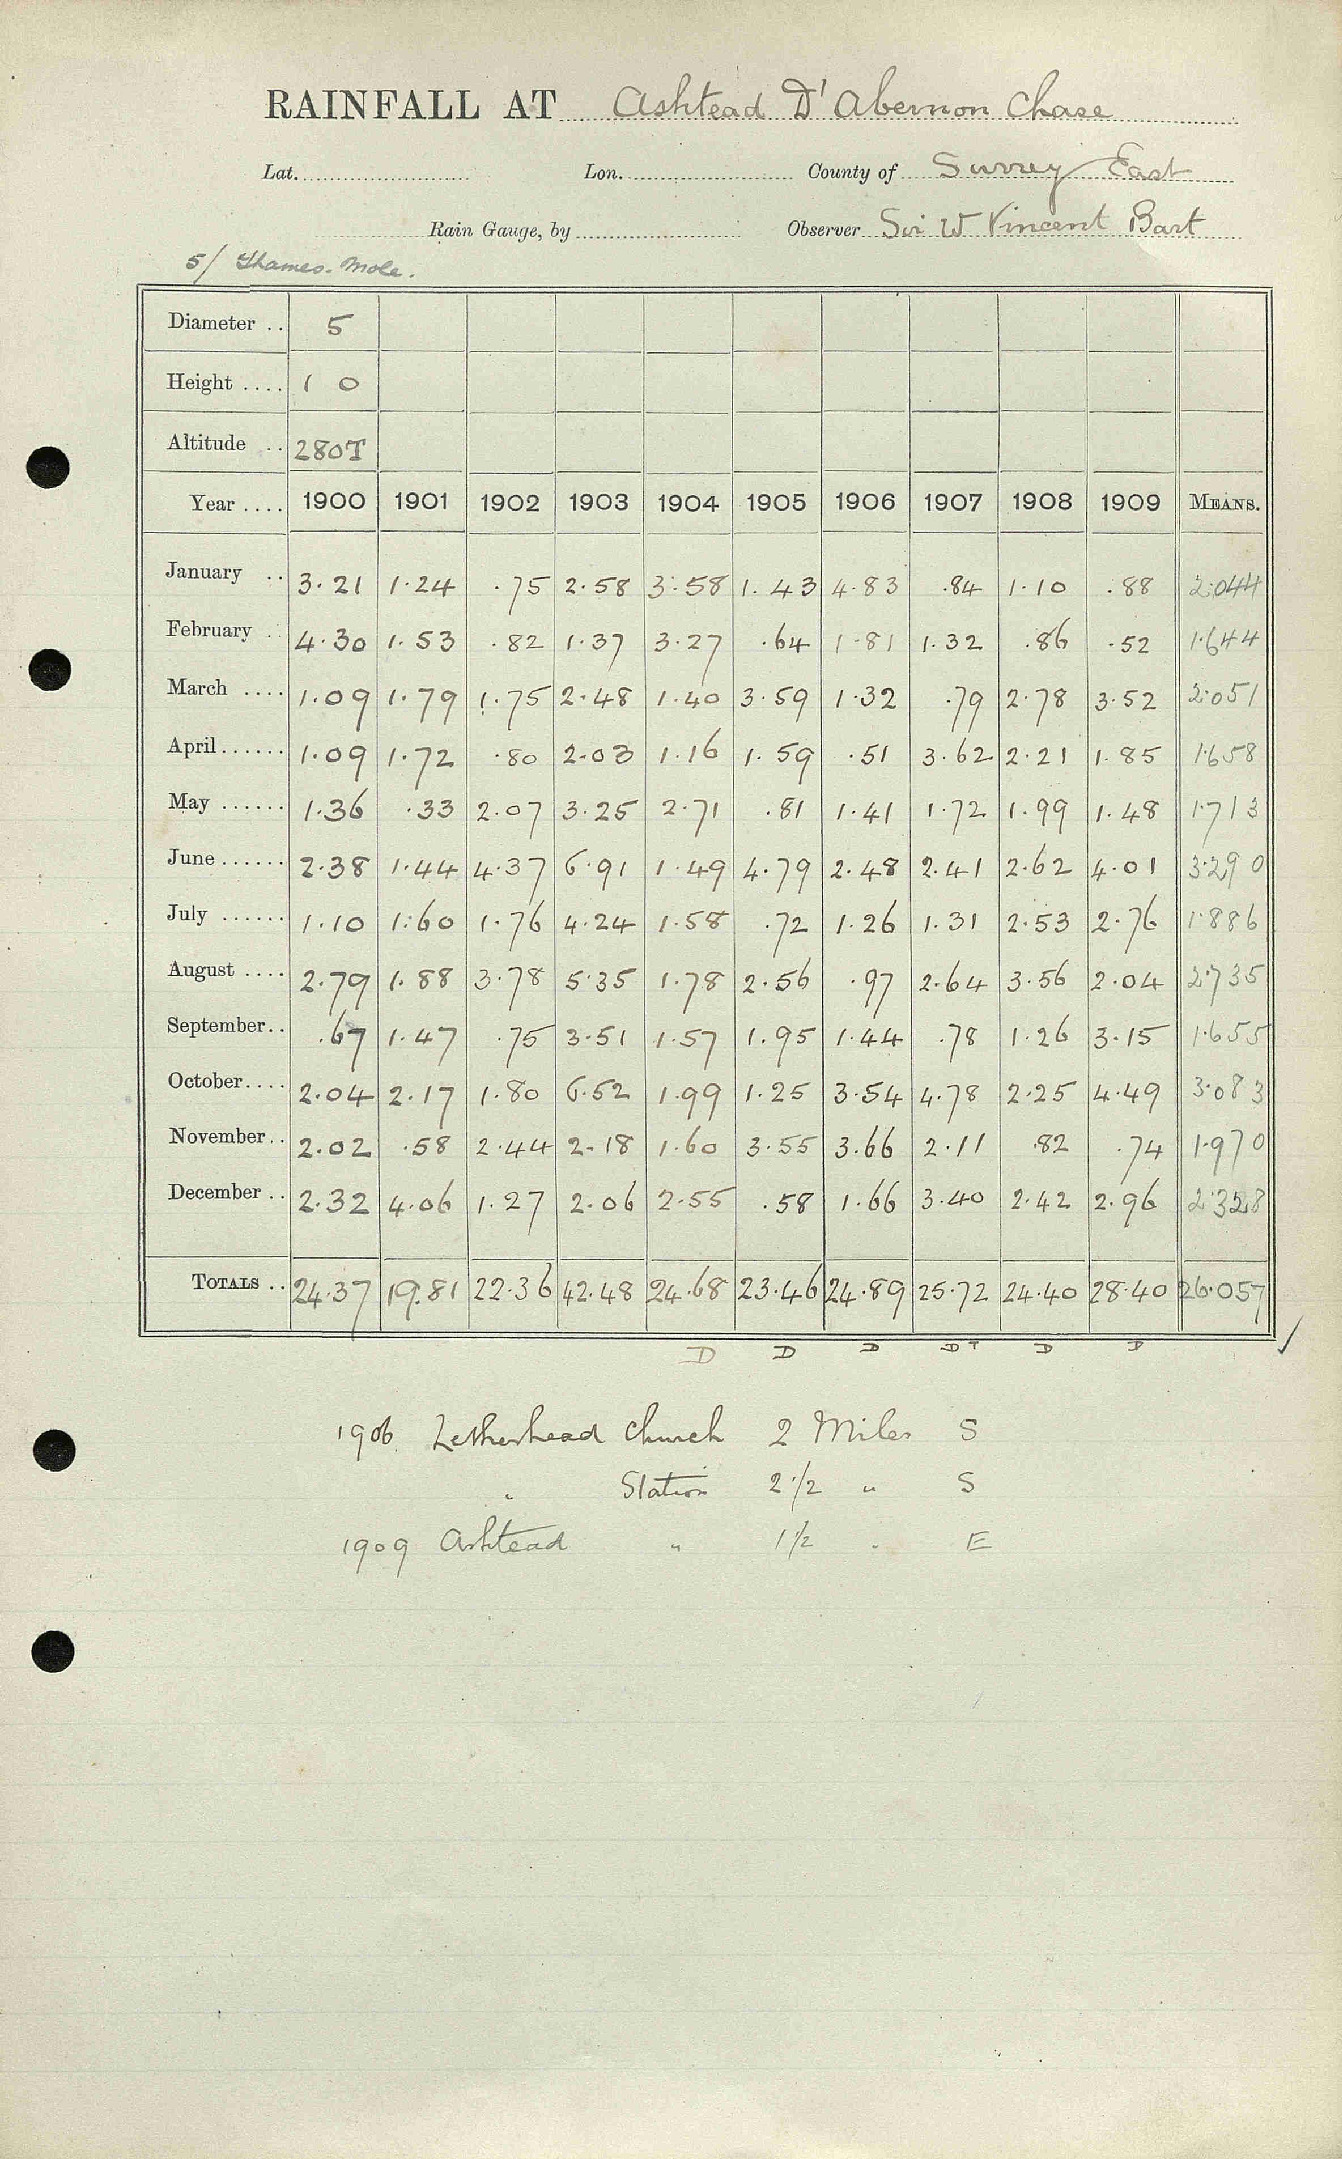 RAINFALL AT Ashtead D'Abernon Chase
Lat. Lon. County of Surrey East
Rain Gauge, by Observer Sir W Vincent Bart
5/ Thames. Mole.
Diameter .. 5
Height .... 1 0
Altitude .. 280T
Year .... 1900 1901 1902 1903 1904 1905 1906 1907 1908 1909 MEANS.
January .. 3.21 1.24 .75 2.58 3.58 1.43 4.83 .84 1.10 .88 2.044
February .. 4.30 1.53 .82 1.37 3.27 .64 1.81 1.32 .86 .52 1.644
March .... 1.09 1.79 1.75 2.48 1.40 3.59 1.32 .79 2.78 3.52 2.051
April ...... 1.09 1.72 .80 2.03 1.16 1.59 .51 3.62 2.21 1.85 1.658
May ...... 1.36 .33 2.07 3.25 2.71 .81 1.41 1.72 1.99 1.48 1.713
June ...... 2.38 1.44 4.37 6.91 1.49 4.79 2.48 2.41 2.62 4.01 3.290
July ...... 1.10 1.60 1.76 4.24 1.58 .72 1.26 1.31 2.53 2.76 1.886
August .... 2.79 1.88 3.78 5.35 1.78 2.56 .97 2.64 3.56 2.04 2.735
September.. .67 1.47 .75 3.51 1.57 1.95 1.44 .78 1.26 3.15 1.655
October.... 2.04 2.17 1.80 6.52 1.99 1.25 3.54 4.78 2.25 4.49 3.083
November.. 2.02 .58 2.44 2.18 1.60 3.55 3.66 2.11 .82 .74 1.970
December .. 2.32 4.06 1.27 2.06 2.55 .58 1.66 3.40 2.42 2.96 2.328
TOTALS .. 24.37 19.81 22.36 42.48 24.68 23.46 24.89 25.72 24.40 28.40 26.057
D D D DT D D
1906 Letherhead Church 2 Miles S
" Station 2 1/2 " S
1909 Ashtead " 1 1/2 " E